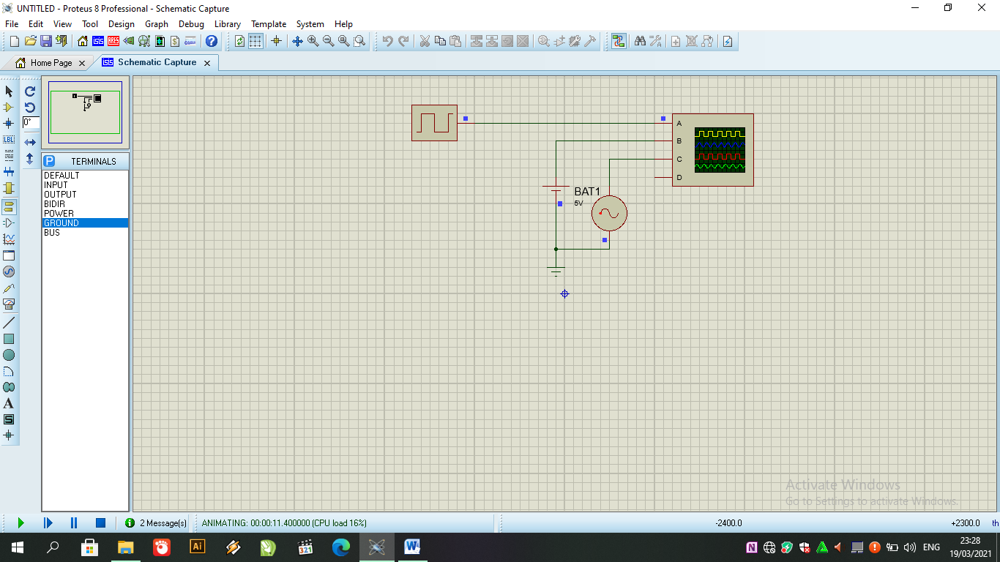 UNTITLED - Proteus 8 Professional - Schematic Capture
File Edit View Tool Design Graph Debug Library Template System Help
Home Page Schematic Capture
0°
LBL
P TERMINALS
DEFAULT
INPUT
OUTPUT
BIDIR
POWER
GROUND
BUS
A
S
A
B
C
D
BAT1
5V
Activate Windows
Go to Settings to activate Windows.
2 Message(s) ANIMATING: 00:00:11.400000 (CPU load 16%) -2400.0 +2300.0 th
Ai 321 W N ENG 23:28
19/03/2021